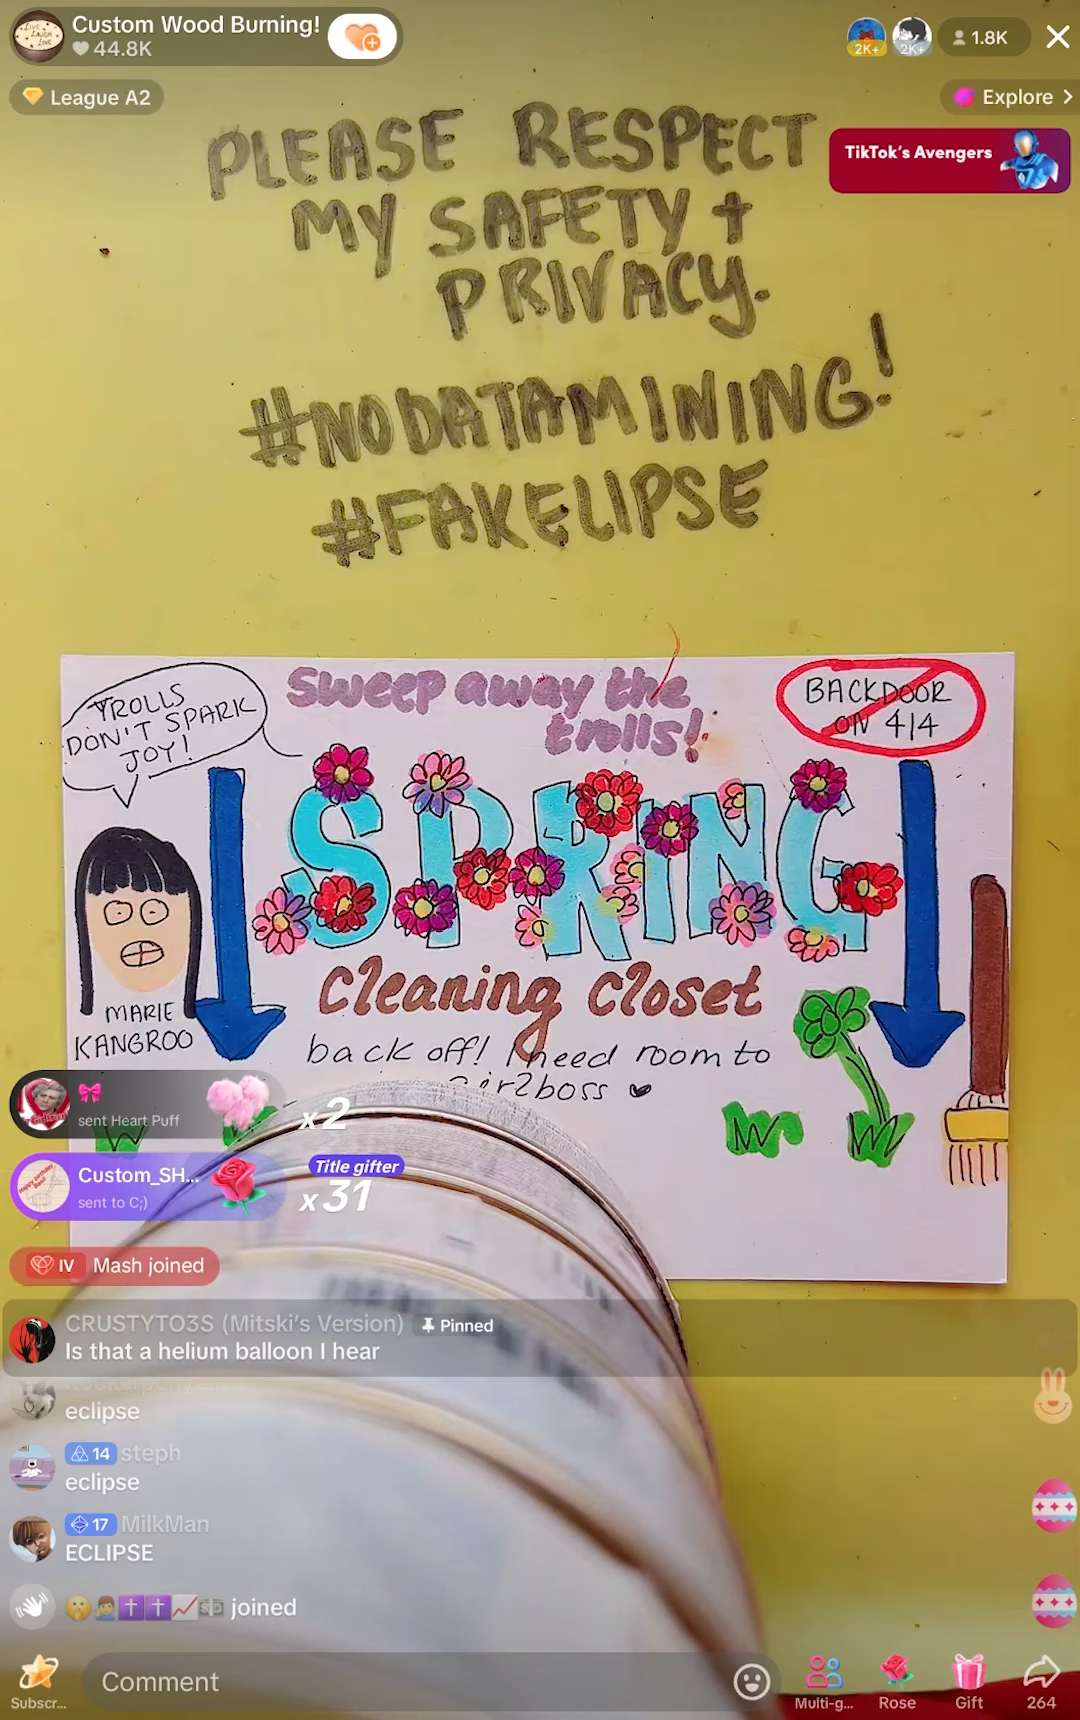 Custom Wood Burning!
44.8K
2K+
2K+
1.8K
League A2
Explore
TikTok's Avengers
PLEASE RESPECT
MY SAFETY +
PRIVACY.
#NODATAMINING!
#FAKELIPSE
TROLLS
DON'T SPARK
JOY!
Sweep away the
trolls!
BACKDOOR
ON 4/4
SPRING
Cleaning closet
MARIE
KANGROO
back off! I need room to
girlboss
sent Heart Puff
x2
Custom_SH...
sent to C;)
Title gifter
x31
IV Mash joined
CRUSTYTO3S (Mitski's Version) Pinned
Is that a helium balloon I hear
eclipse
14 steph
eclipse
17 MilkMan
ECLIPSE
joined
Subscr...
Comment
Multi-g...
Rose
Gift
264